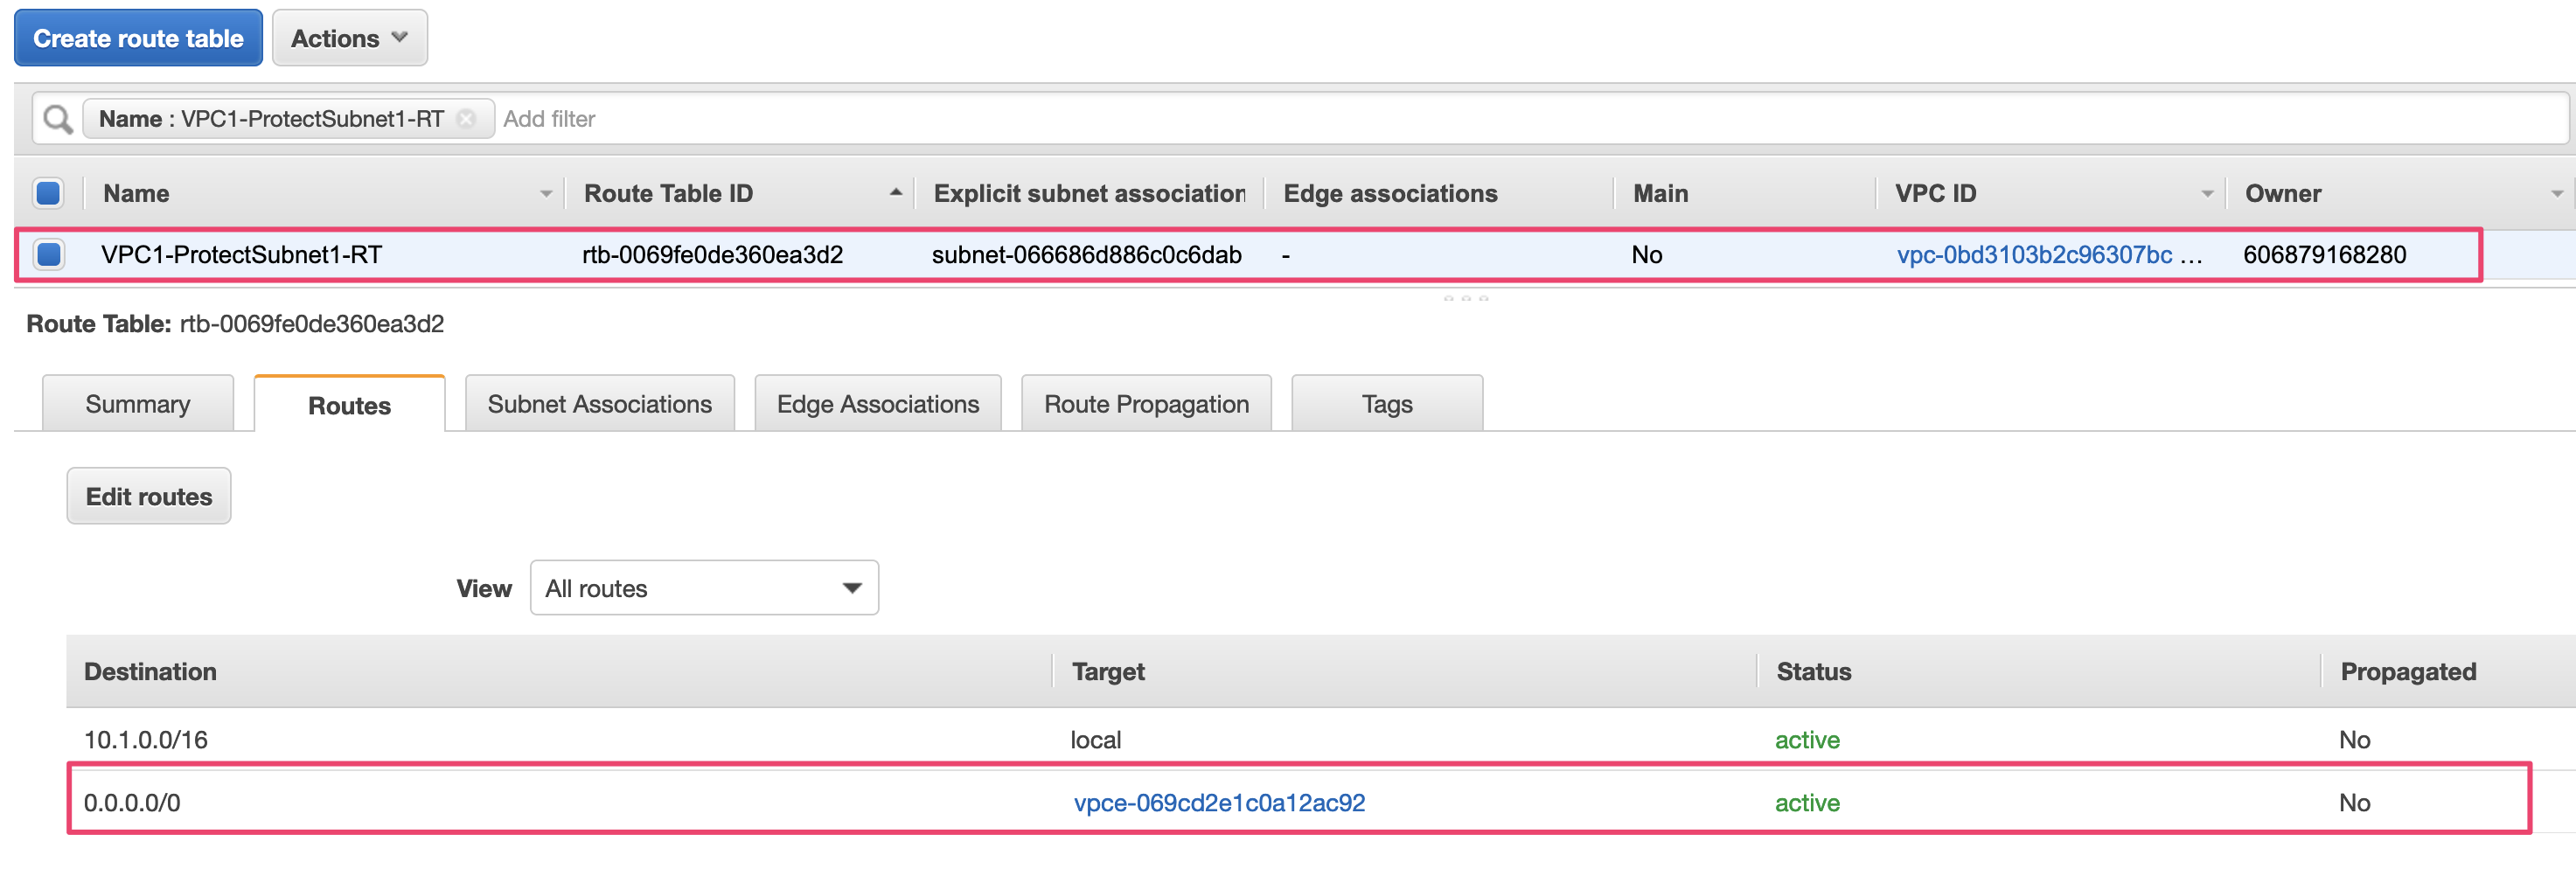 Create route table Actions
Name : VPC1-ProtectSubnet1-RT Add filter
Name Route Table ID Explicit subnet association Edge associations Main VPC ID Owner
VPC1-ProtectSubnet1-RT rtb-0069fe0de360ea3d2 subnet-066686d886c0c6dab - No vpc-0bd3103b2c96307bc ... 606879168280
Route Table: rtb-0069fe0de360ea3d2
Summary Routes Subnet Associations Edge Associations Route Propagation Tags
Edit routes
View All routes
Destination Target Status Propagated
10.1.0.0/16 local active No
0.0.0.0/0 vpce-069cd2e1c0a12ac92 active No